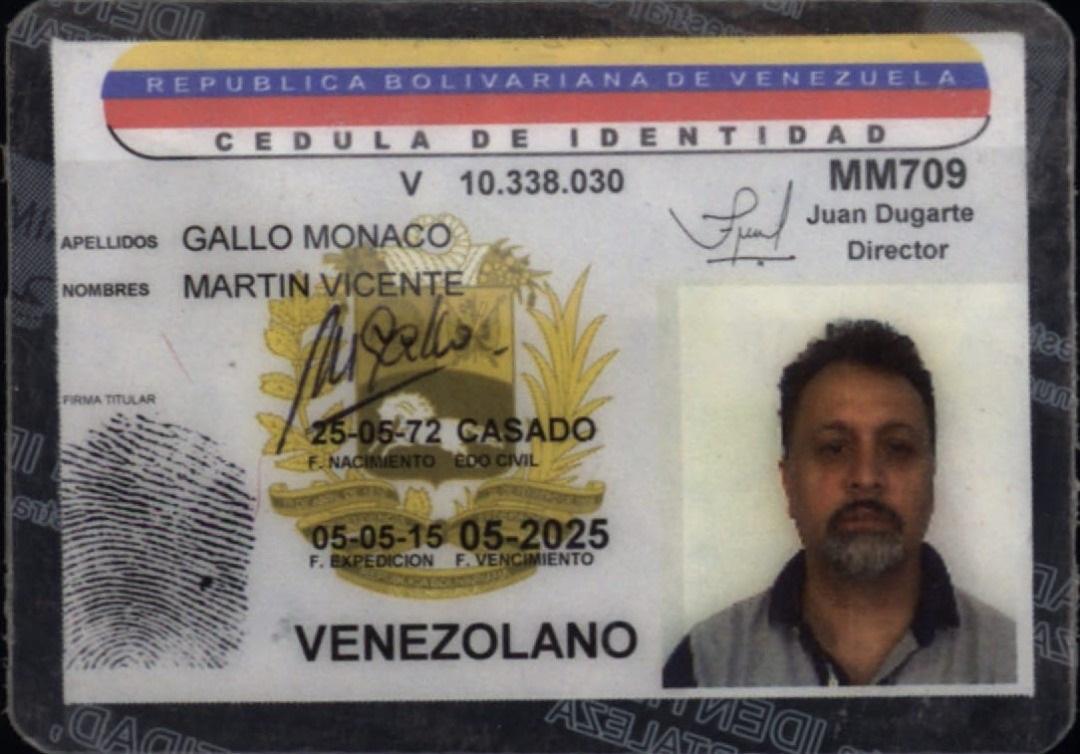 REPUBLICA BOLIVARIANA DE VENEZUELA
CEDULA DE IDENTIDAD
V 10.338.030
MM709
Juan Dugarte
Director
APELLIDOS GALLO MONACO
NOMBRES MARTIN VICENTE
FIRMA TITULAR
25-05-72 CASADO
F. NACIMIENTO EDO CIVIL
05-05-15 05-2025
F. EXPEDICION F. VENCIMIENTO
VENEZOLANO